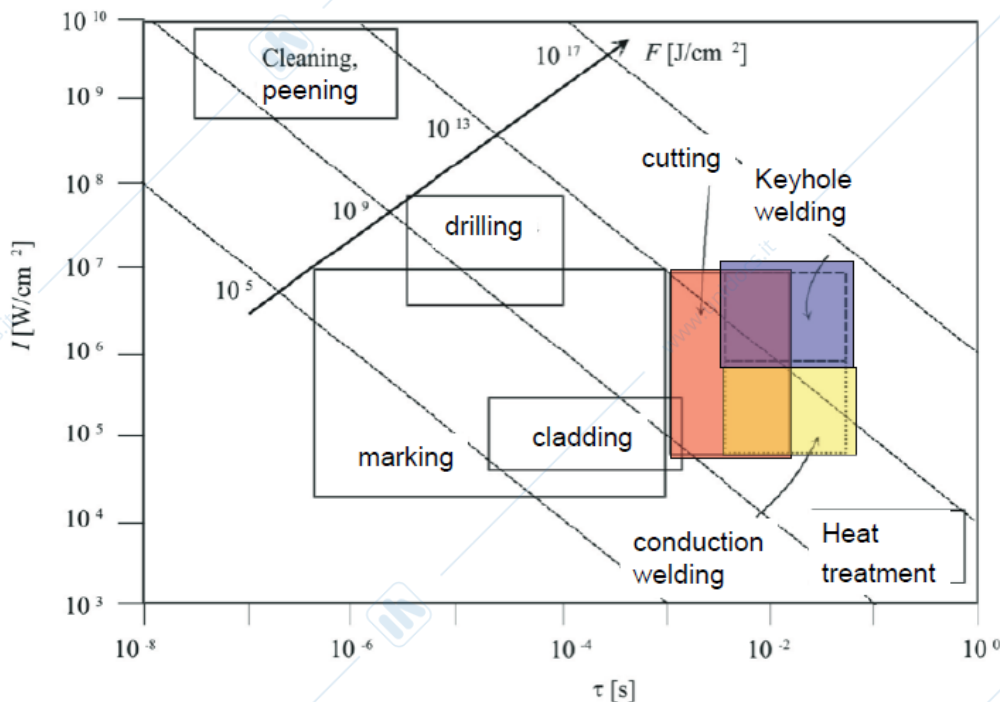 10 10
10 9
10 8
10 7
10 6
10 5
10 4
10 3
I [W/cm 2]
10 -8
10 -6
10 -4
10 -2
10 0
τ [s]
Cleaning,
peening
10 17
F [J/cm 2]
10 13
10 9
10 5
drilling
cutting
Keyhole
welding
marking
cladding
conduction
welding
Heat
treatment